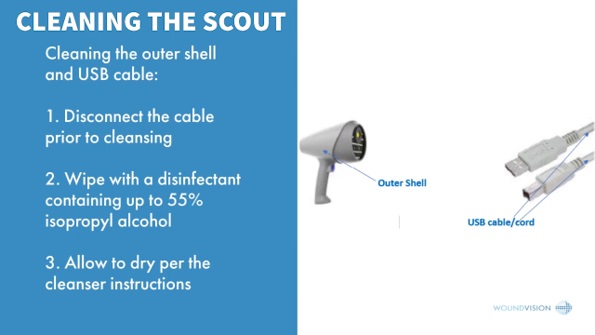 CLEANING THE SCOUT
Cleaning the outer shell
and USB cable:
1. Disconnect the cable
prior to cleansing
2. Wipe with a disinfectant
containing up to 55%
isopropyl alcohol
3. Allow to dry per the
cleanser instructions
Outer Shell
USB cable/cord
WOUNDVISION